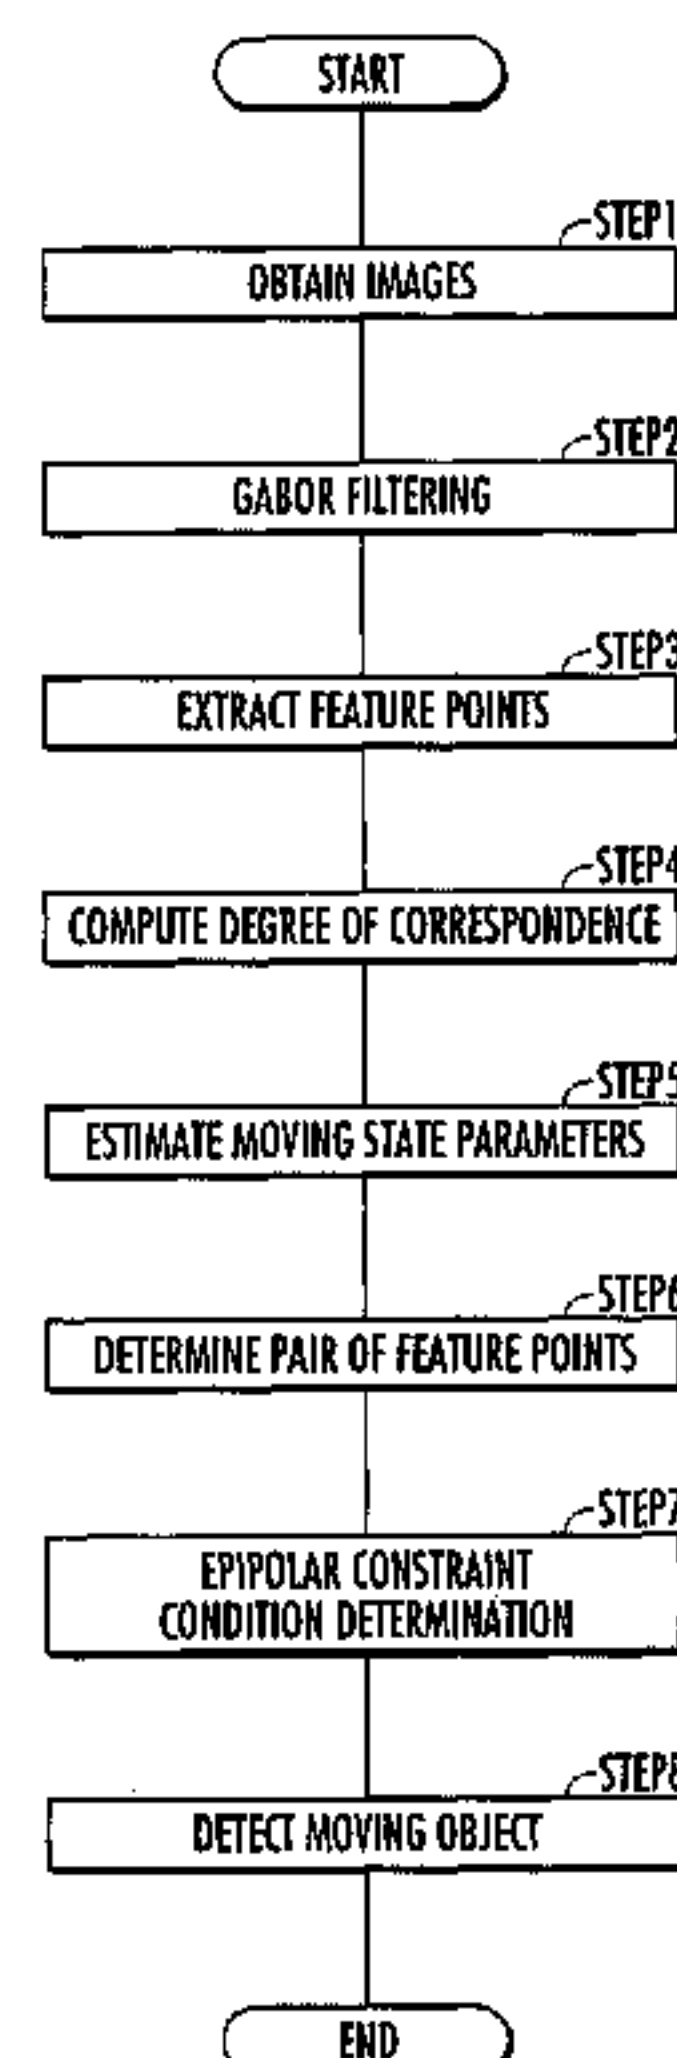 START
STEP1
OBTAIN IMAGES
STEP2
GABOR FILTERING
STEP3
EXTRACT FEATURE POINTS
STEP4
COMPUTE DEGREE OF CORRESPONDENCE
STEP5
ESTIMATE MOVING STATE PARAMETERS
STEP6
DETERMINE PAIR OF FEATURE POINTS
STEP7
EPIPOLAR CONSTRAINT
CONDITION DETERMINATION
STEP8
DETECT MOVING OBJECT
END